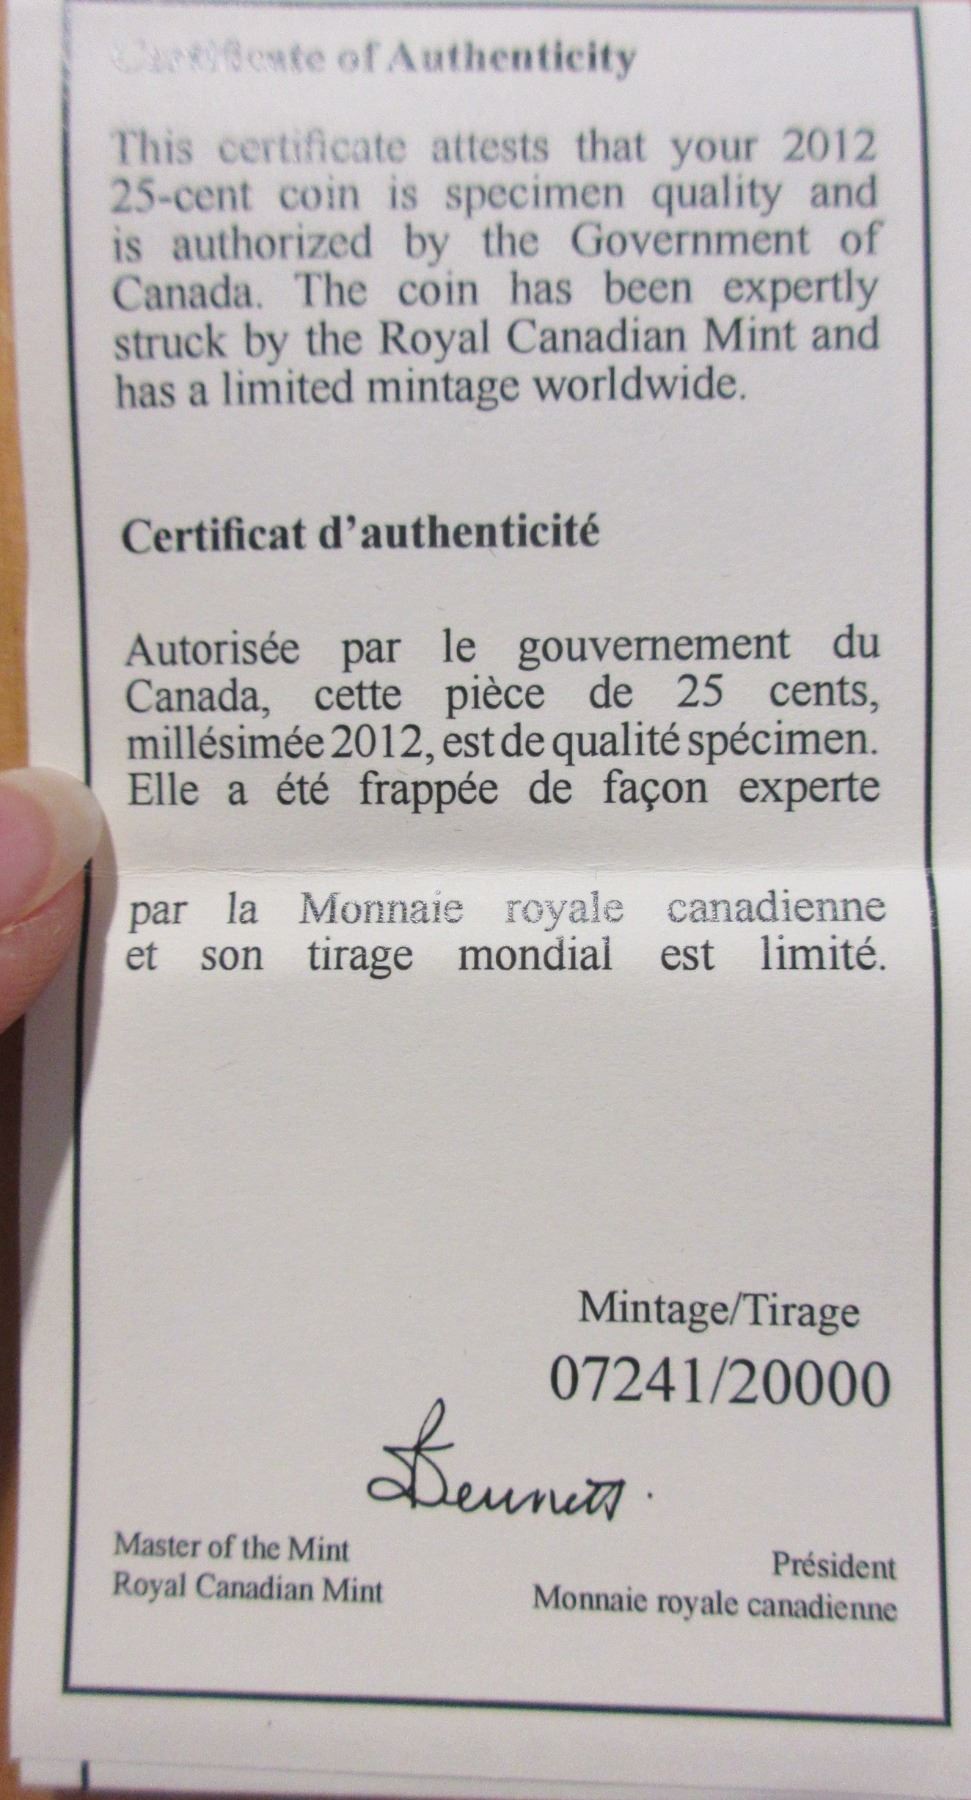 Certificate of Authenticity
This certificate attests that your 2012
25-cent coin is specimen quality and
is authorized by the Government of
Canada. The coin has been expertly
struck by the Royal Canadian Mint and
has a limited mintage worldwide.
Certificat d'authenticité
Autorisée par le gouvernement du
Canada, cette pièce de 25 cents,
millésimée 2012, est de qualité spécimen.
Elle a été frappée de façon experte
par la Monnaie royale canadienne
et son tirage mondial est limité.
Mintage/Tirage
07241/20000
Bennett
Master of the Mint
Royal Canadian Mint
Président
Monnaie royale canadienne